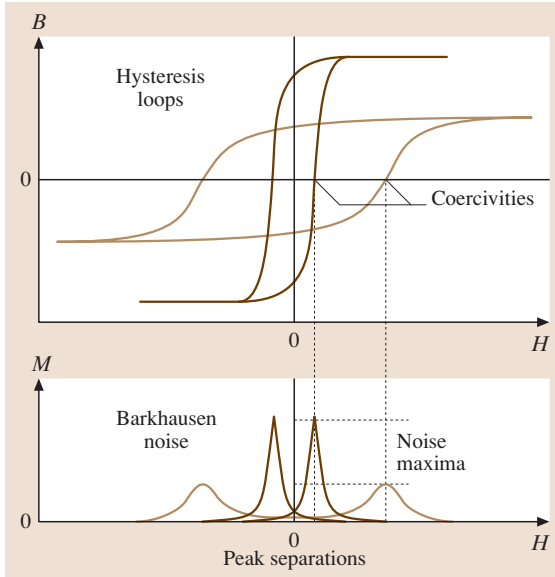 B
Hysteresis
loops
0
Coercivities
0
H
M
Barkhausen
noise
Noise
maxima
0
0
H
Peak separations